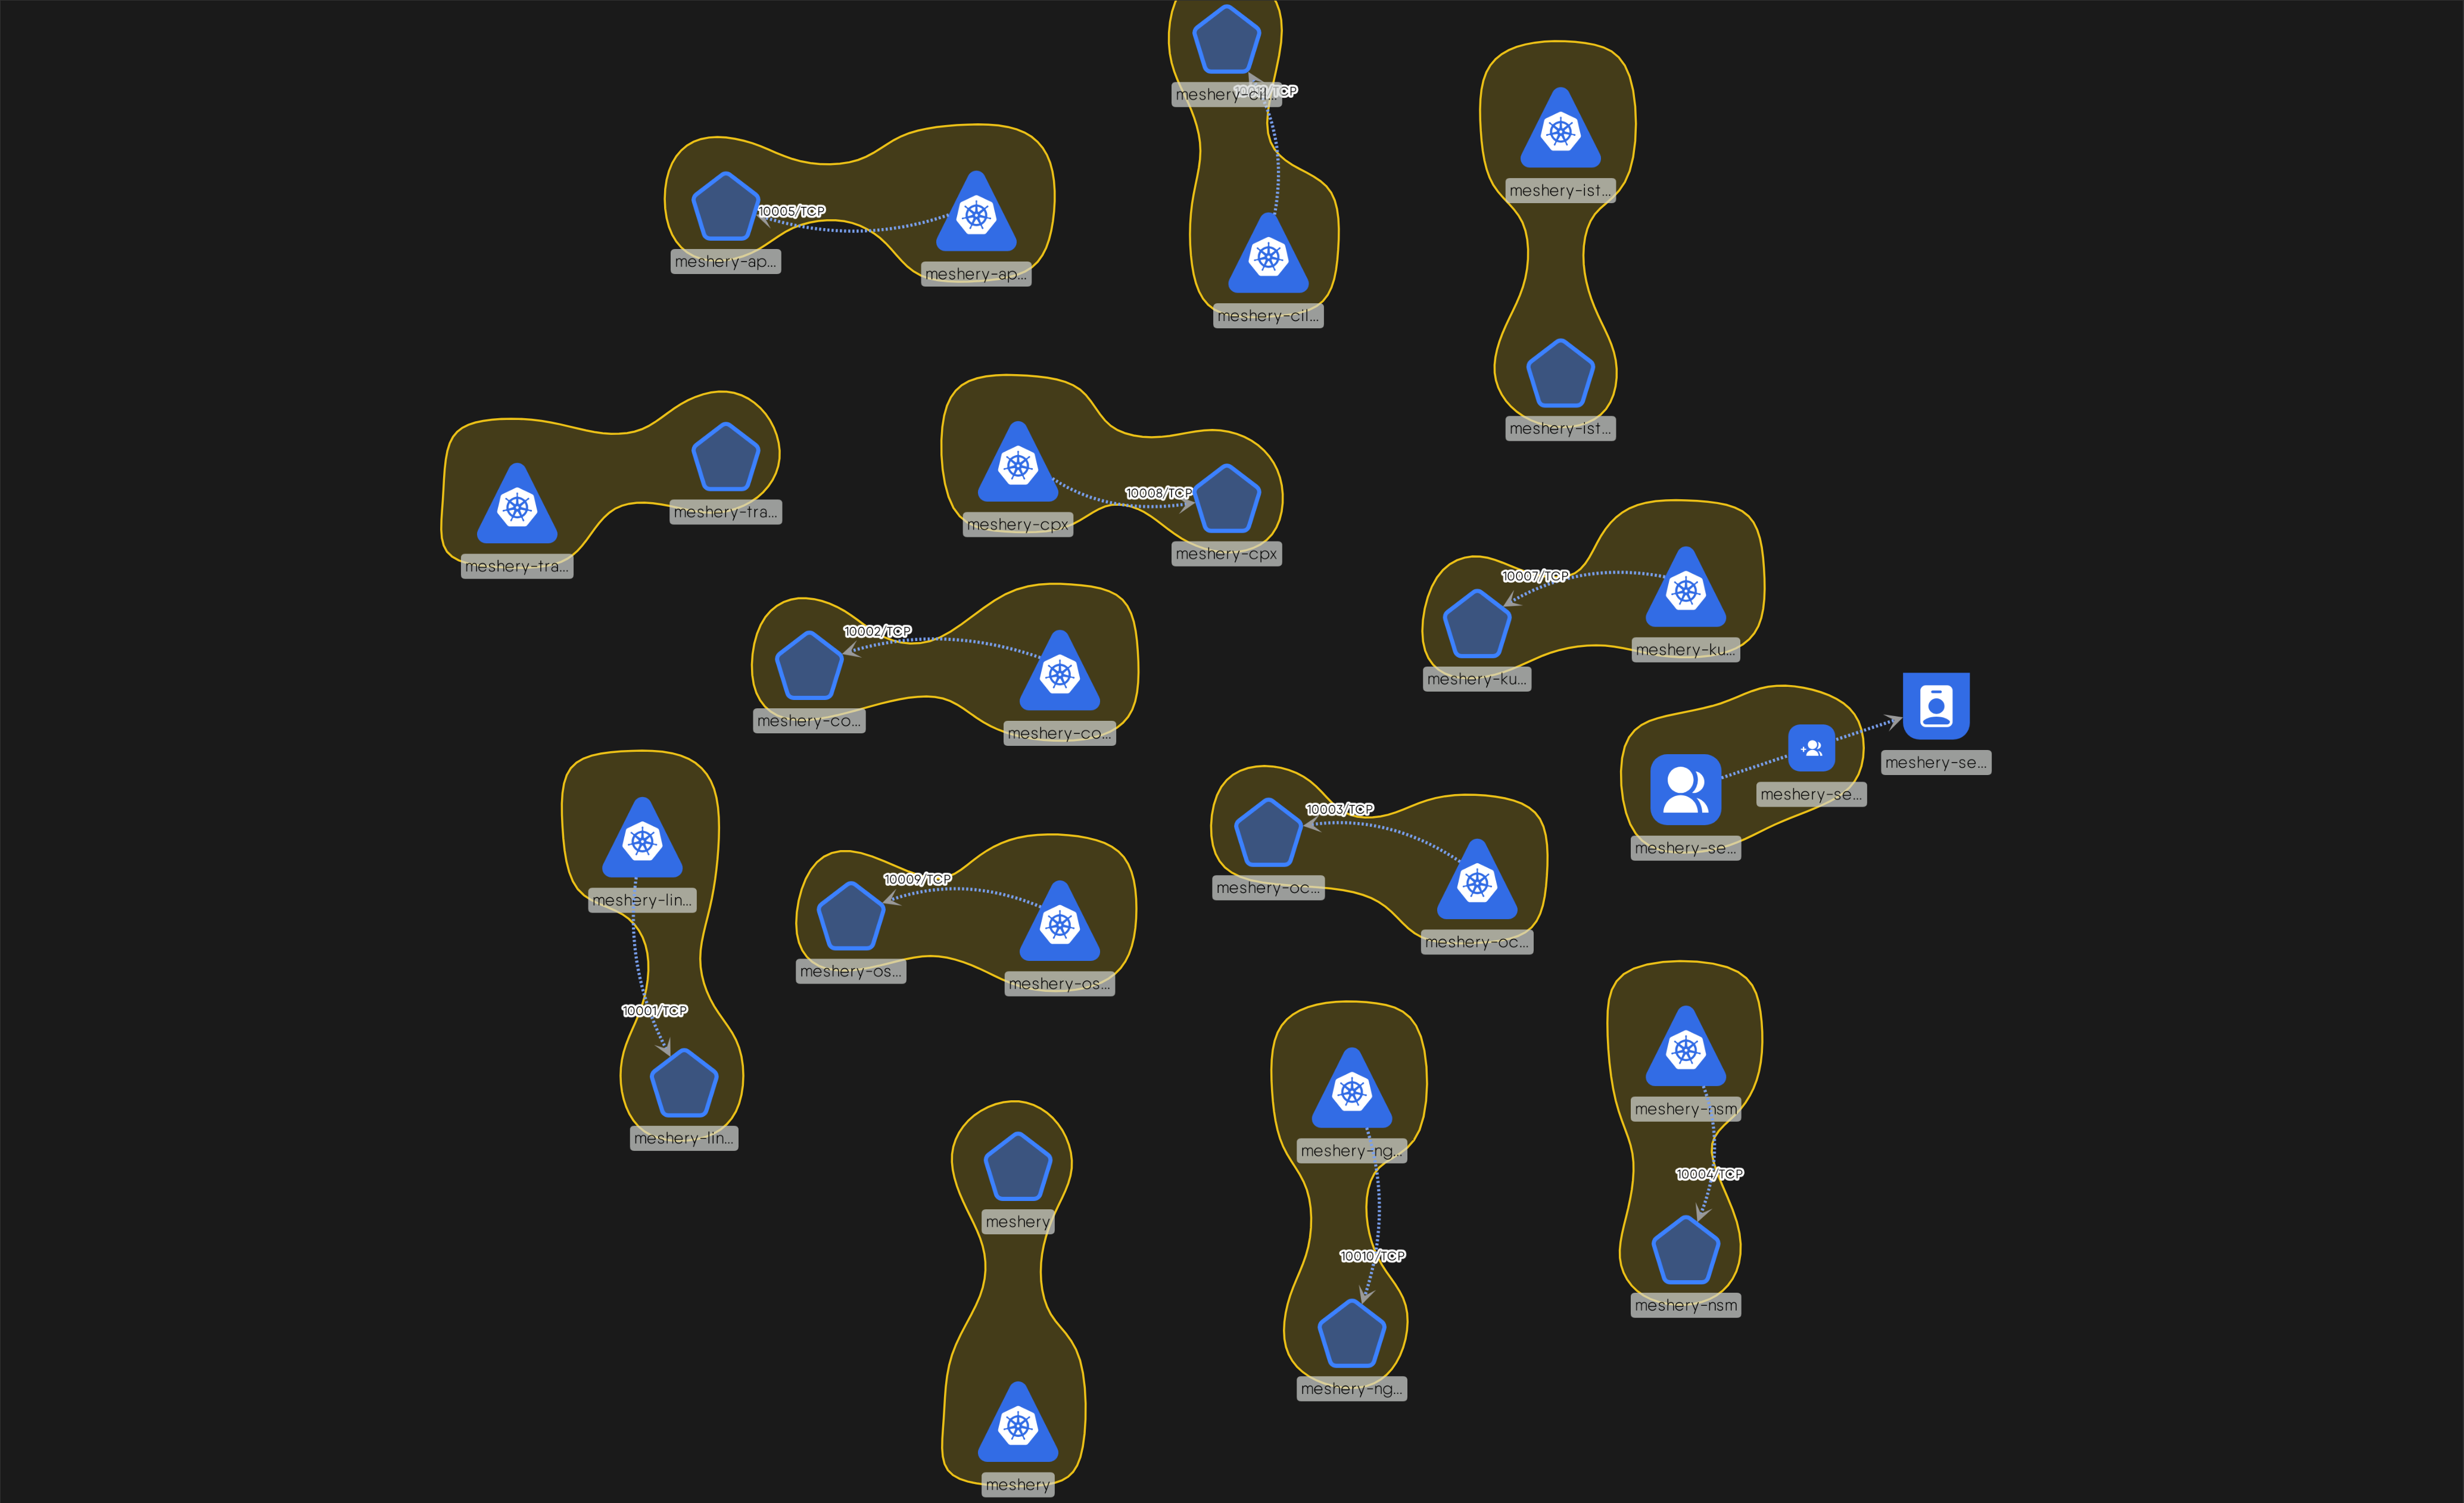 meshery-cil...
10011/TCP
meshery-cil...
meshery-ist...
meshery-ist...
10005/TCP
meshery-ap...
meshery-ap...
meshery-tra...
meshery-tra...
10008/TCP
meshery-cpx
meshery-cpx
10007/TCP
meshery-ku...
meshery-ku...
10002/TCP
meshery-co...
meshery-co...
meshery-se...
meshery-se...
meshery-se...
10003/TCP
meshery-oc...
meshery-oc...
meshery-lin...
10001/TCP
meshery-lin...
10009/TCP
meshery-os...
meshery-os...
meshery-nsm
10004/TCP
meshery-nsm
meshery-ng...
10010/TCP
meshery-ng...
meshery
meshery